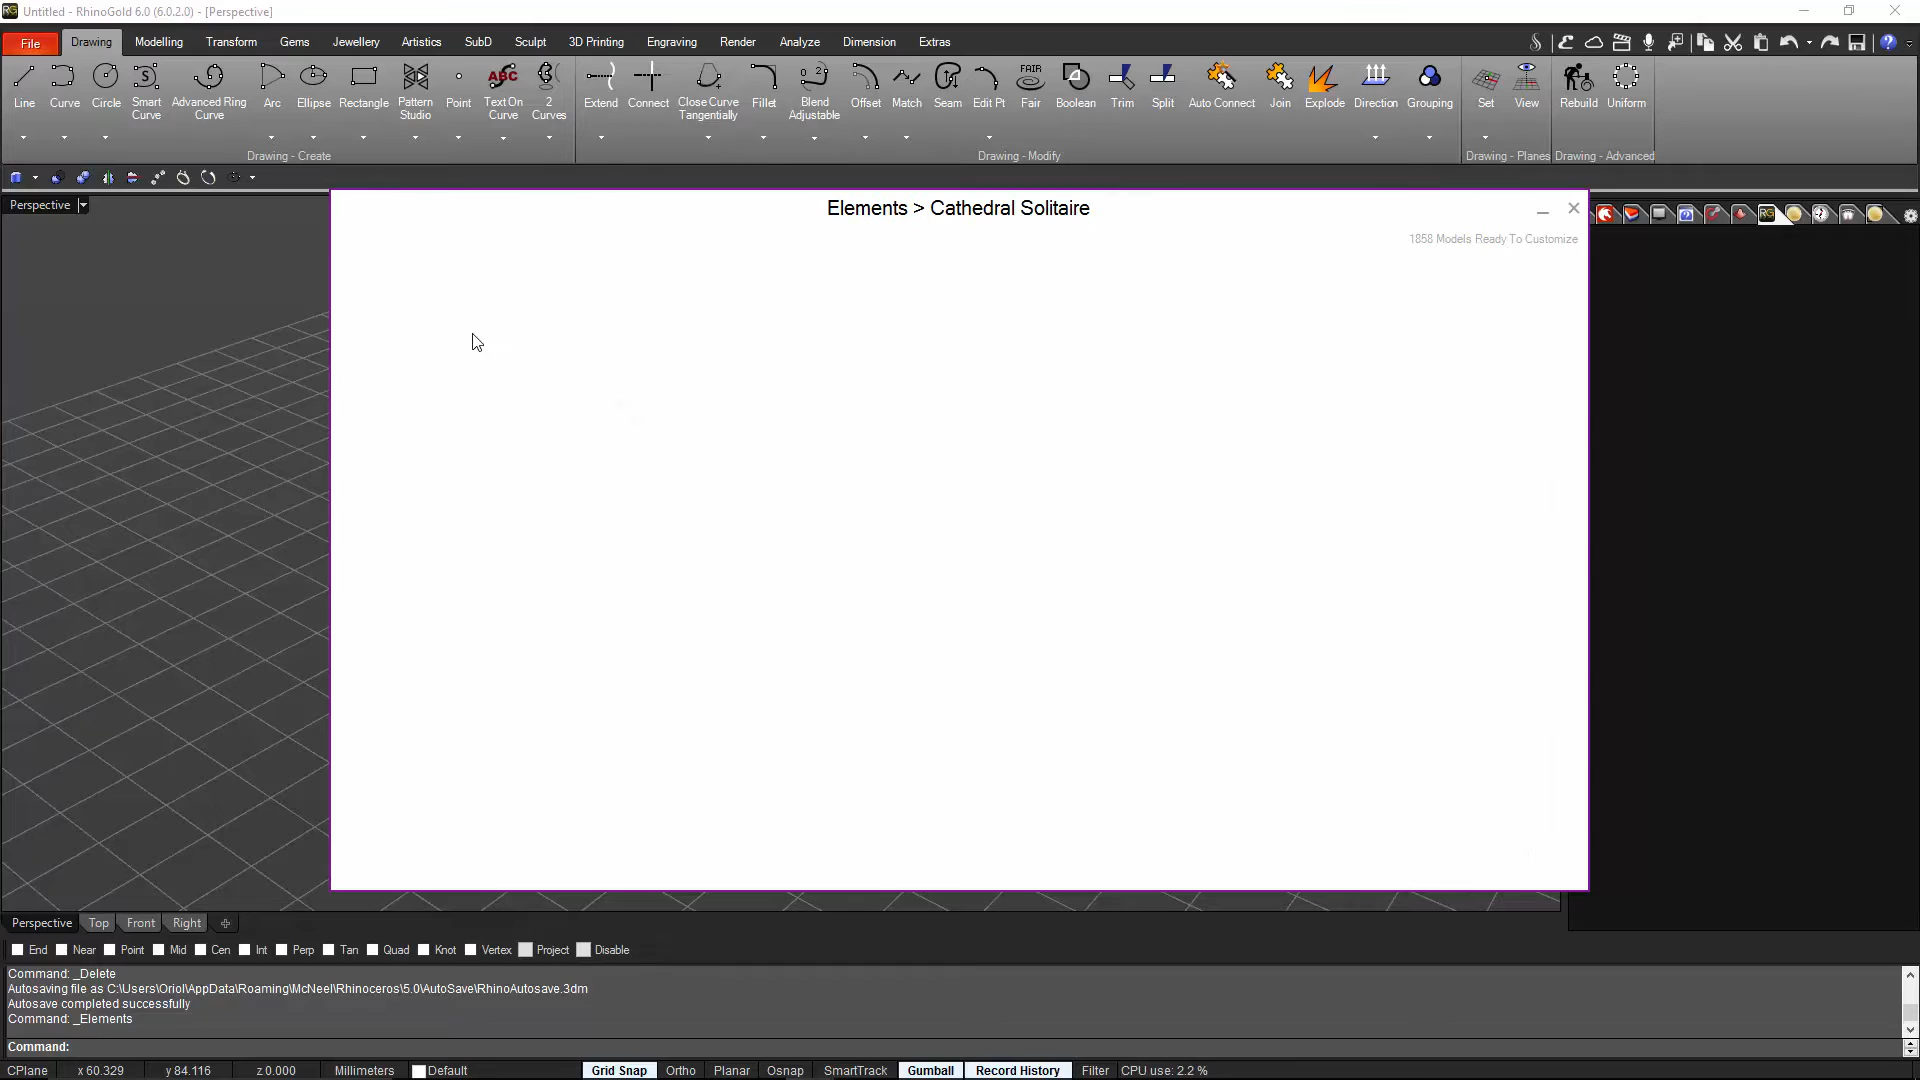 Untitled - RhinoGold 6.0 (6.0.2.0) - [Perspective]
File Drawing Modelling Transform Gems Jewellery Artistics SubD Sculpt 3D Printing Engraving Render Analyze Dimension Extras
Line Curve Circle Smart Curve Advanced Ring Curve Arc Ellipse Rectangle Pattern Studio Point Text On Curve 2 Curves Extend Connect Close Curve Tangentially Fillet Blend Adjustable Offset Match Seam Edit Pt Fair Boolean Trim Split Auto Connect Join Explode Direction Grouping Set View Rebuild Uniform
Drawing - Create Drawing - Modify Drawing - Planes Drawing - Advanced
Perspective
Elements > Cathedral Solitaire
1858 Models Ready To Customize
Perspective Top Front Right
End Near Point Mid Cen Int Perp Tan Quad Knot Vertex Project Disable
Command: _Delete
Autosaving file as C:\Users\Oriol\AppData\Roaming\McNeel\Rhinoceros\5.0\AutoSave\RhinoAutosave.3dm
Autosave completed successfully
Command: _Elements
Command:
CPlane x 60.329 y 84.116 z 0.000 Millimeters Default Grid Snap Ortho Planar Osnap SmartTrack Gumball Record History Filter CPU use: 2.2 %